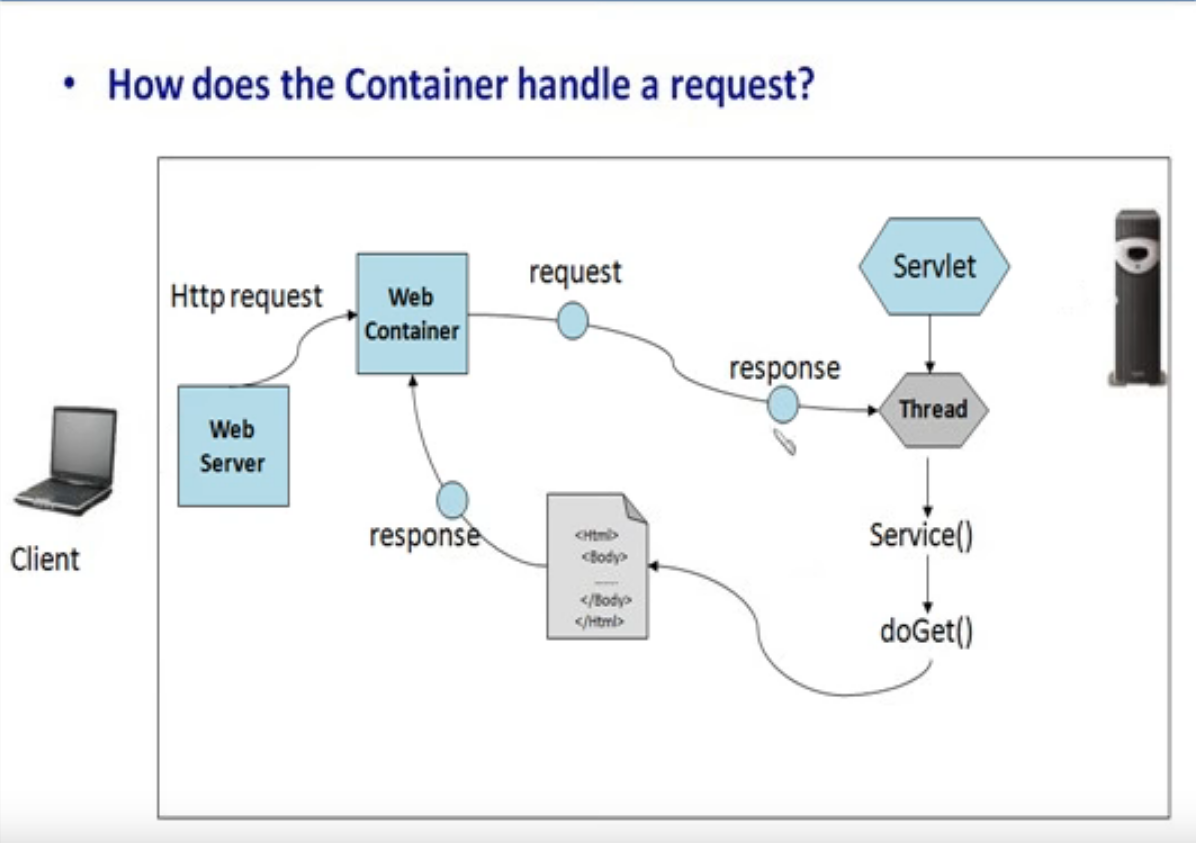 • How does the Container handle a request?
Http request
Web
Container
request
Servlet
response
Thread
Web
Server
Client
response
<Html>
<Body>
......
</Body>
</Html>
Service()
doGet()